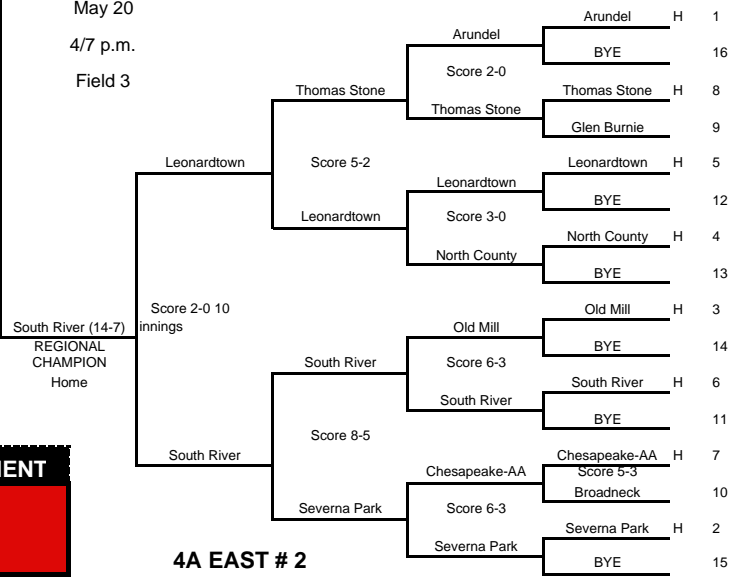 May 20
4/7 p.m.
Field 3
Arundel H 1
Arundel
BYE 16
Score 2-0
Thomas Stone
Thomas Stone H 8
Thomas Stone
Glen Burnie 9
Leonardtown
Score 5-2
Leonardtown H 5
Leonardtown
BYE 12
Leonardtown
Score 3-0
North County H 4
North County
BYE 13
Score 2-0 10
innings
South River (14-7)
REGIONAL
CHAMPION
Home
Old Mill H 3
Old Mill
BYE 14
South River
Score 6-3
South River H 6
South River
BYE 11
Score 8-5
South River
Chesapeake-AA H 7
Chesapeake-AA
Score 5-3
Broadneck 10
Severna Park
Score 6-3
Severna Park H 2
Severna Park
BYE 15
4A EAST # 2